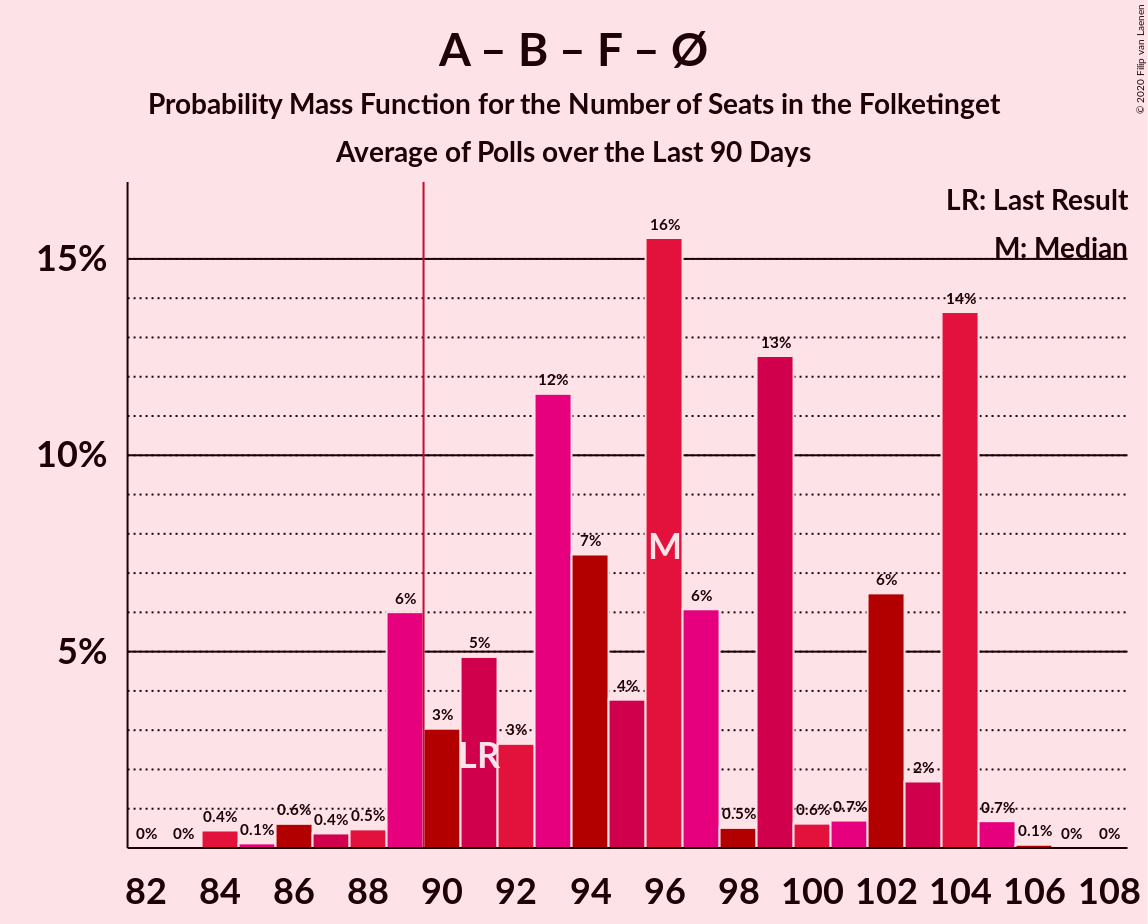 A – B – F – Ø
Probability Mass Function for the Number of Seats in the Folketinget
Average of Polls over the Last 90 Days
© 2020 Filip van Laenen
LR: Last Result
M: Median
15%
10%
5%
0% 0% 0.4% 0.1% 0.6% 0.4% 0.5% 6% 3% 5% 3% 12% 7% 4% 16% 6% 0.5% 13% 0.6% 0.7% 6% 2% 14% 0.7% 0.1% 0% 0%
M
LR
82 84 86 88 90 92 94 96 98 100 102 104 106 108